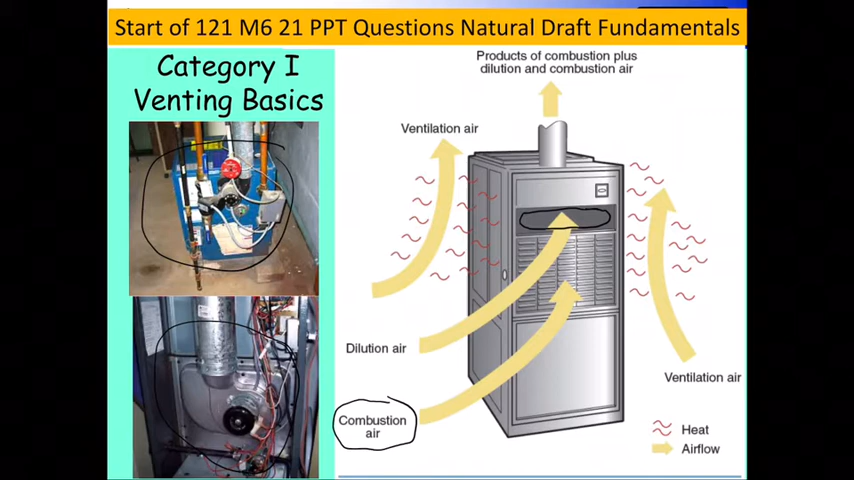 Start of 121 M6 21 PPT Questions Natural Draft Fundamentals
Category I
Venting Basics
Products of combustion plus
dilution and combustion air
Ventilation air
Dilution air
Combustion
air
Ventilation air
Heat
Airflow